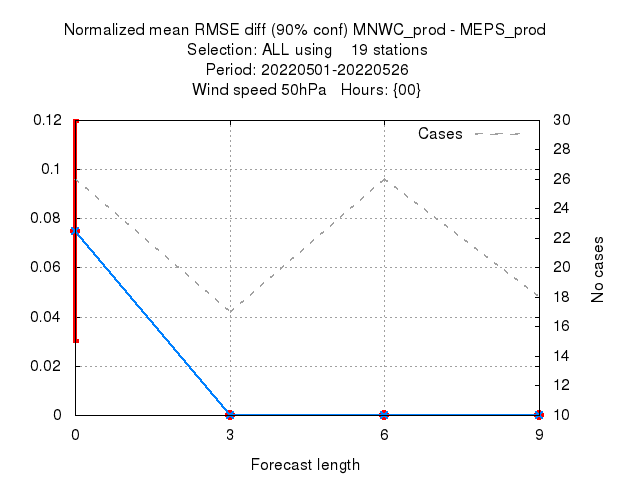 Normalized mean RMSE diff (90% conf) MNWC_prod - MEPS_prod
Selection: ALL using    19 stations
Period: 20220501-20220526
Wind speed 50hPa   Hours: {00}
Cases
0.12
0.1
0.08
0.06
0.04
0.02
0
30
28
26
24
22
20
18
16
14
12
10
No cases
0 3 6 9
Forecast length